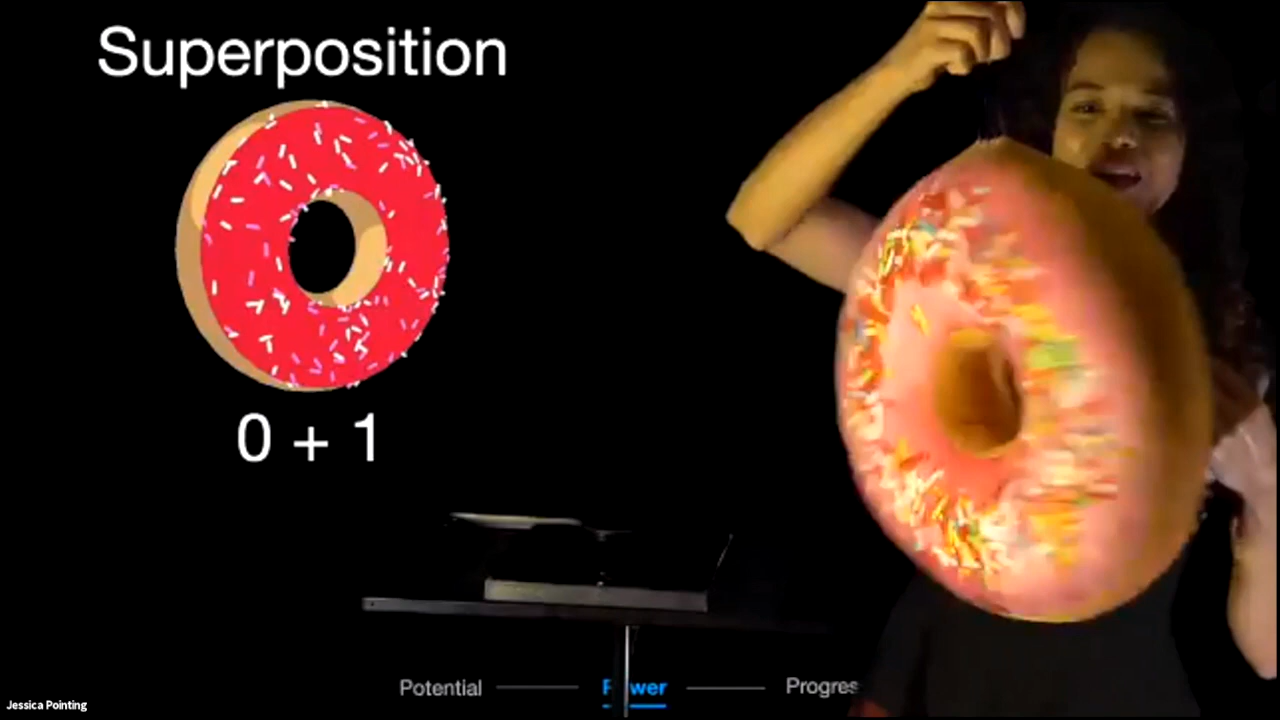 Superposition
0 + 1
Potential
Progres
Jessica Pointing